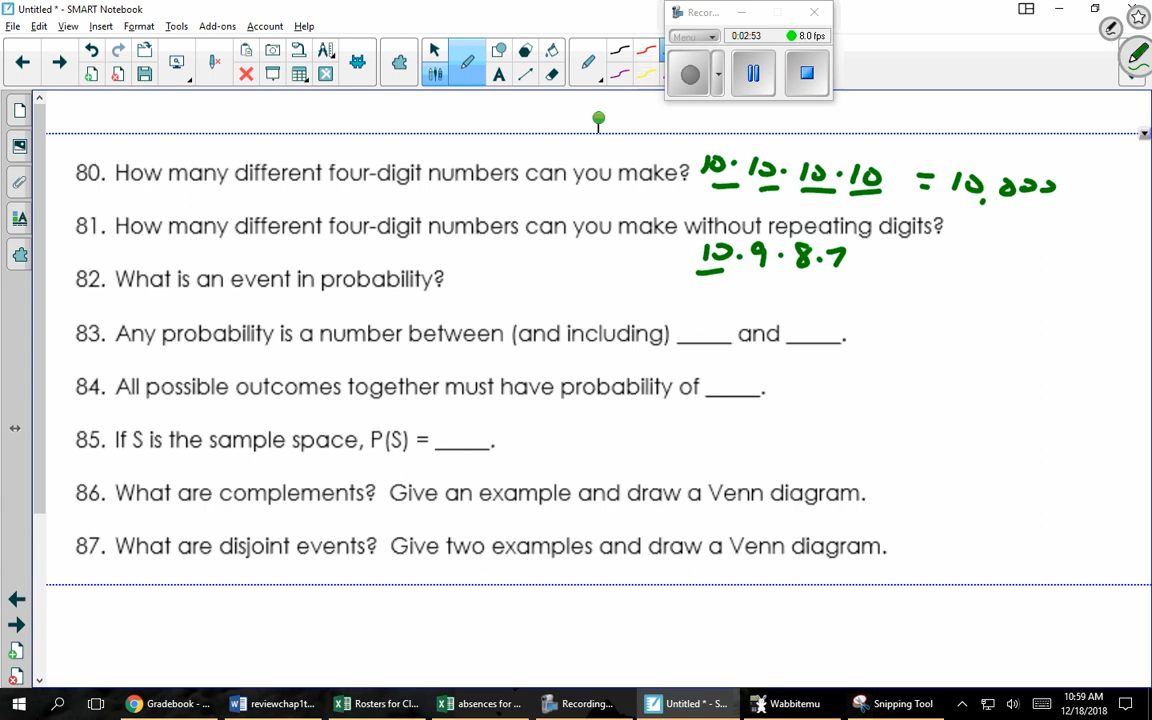 Untitled * - SMART Notebook
File Edit View Insert Format Tools Add-ons Account Help
Recor...
Menu 0:02:53 8.0 fps
80. How many different four-digit numbers can you make? 10 · 10 · 10 · 10 = 10,000
81. How many different four-digit numbers can you make without repeating digits?
10 · 9 · 8 · 7
82. What is an event in probability?
83. Any probability is a number between (and including) _____ and _____.
84. All possible outcomes together must have probability of _____.
85. If S is the sample space, P(S) = _____.
86. What are complements? Give an example and draw a Venn diagram.
87. What are disjoint events? Give two examples and draw a Venn diagram.
Gradebook - ... reviewchap1t... Rosters for Cl... absences for ... Recording... Untitled * - S... Wabbitemu Snipping Tool 10:59 AM
12/18/2018